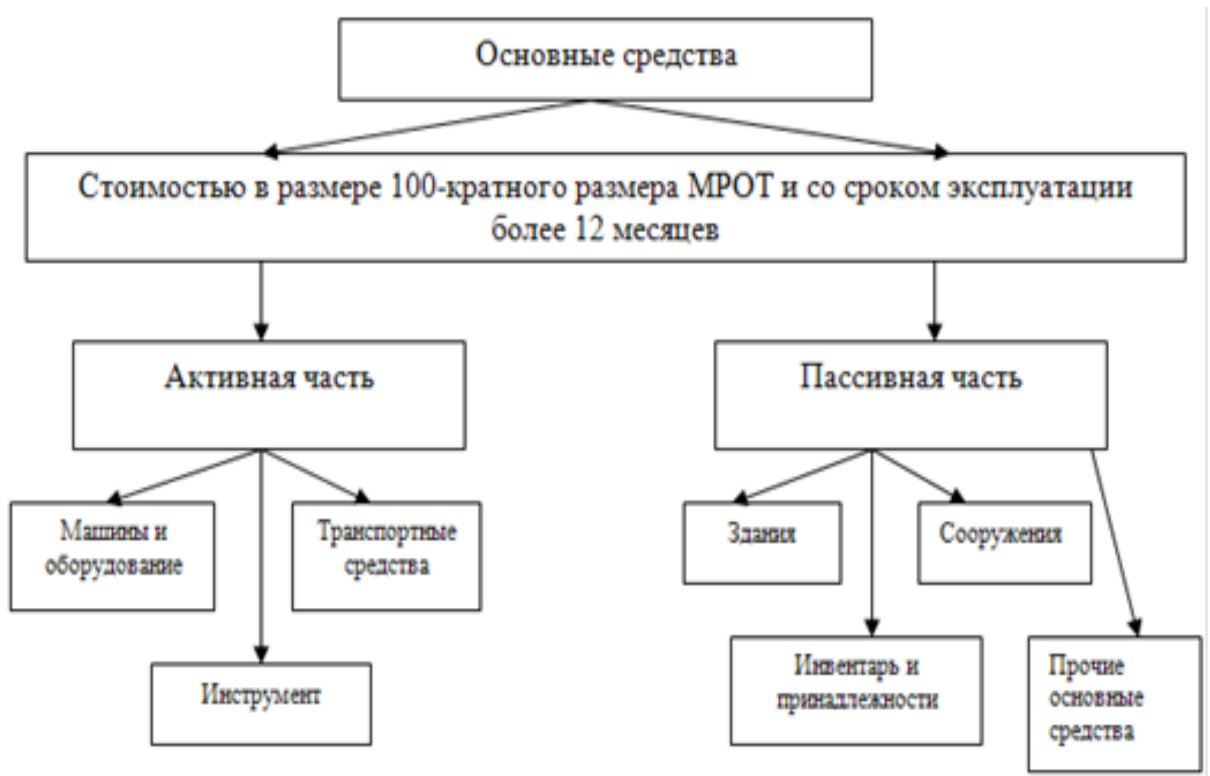 Основные средства
Стоимостью в размере 100-кратного размера МРОТ и со сроком эксплуатации
более 12 месяцев
Активная часть
Пассивная часть
Машины и
оборудование
Транспортные
средства
Здания
Сооружения
Инструмент
Инвентарь и
принадлежности
Прочие
основные
средства